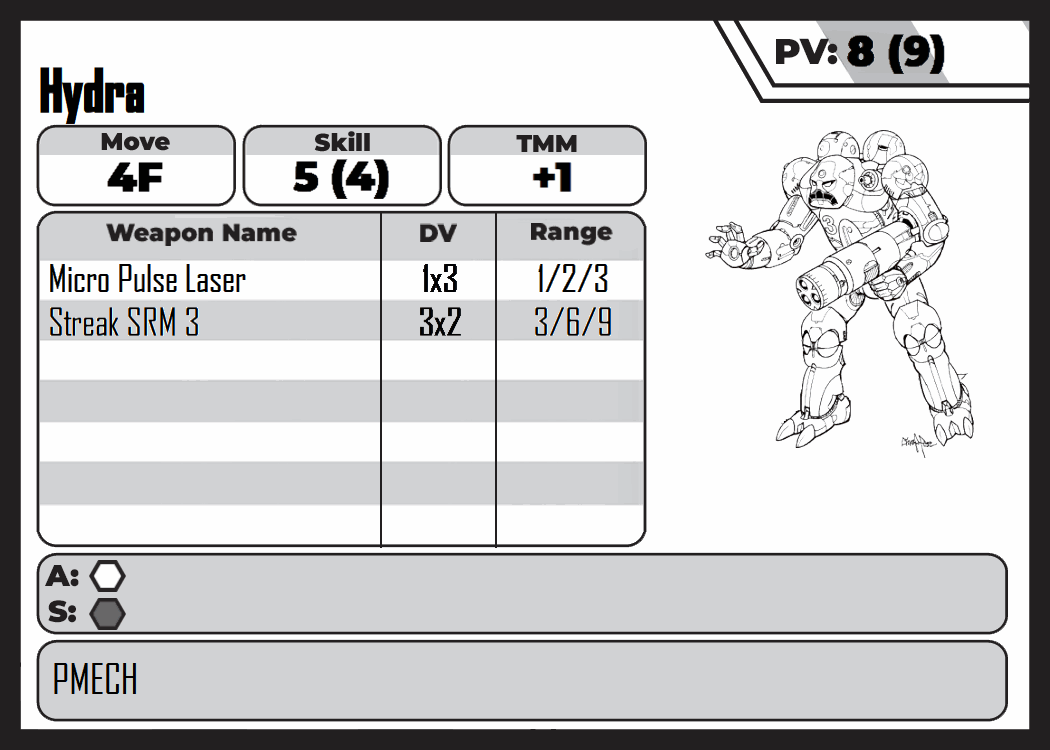 PV: 8 (9)
Hydra
Move Skill TMM
4F 5 (4) +1
Weapon Name DV Range
Micro Pulse Laser 1x3 1/2/3
Streak SRM 3 3x2 3/6/9
A:
S:
PMECH
3